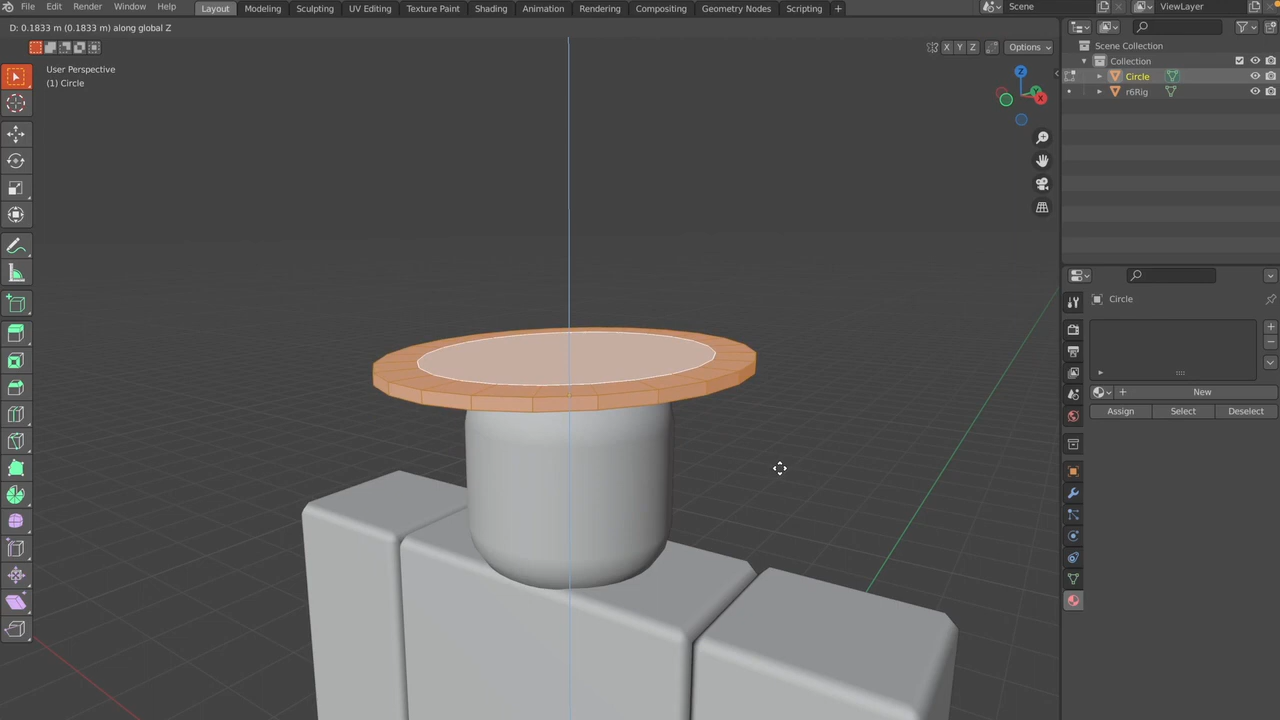 File Edit Render Window Help Layout Modeling Sculpting UV Editing Texture Paint Shading Animation Rendering Compositing Geometry Nodes Scripting + Scene ViewLayer
D: 0.1833 m (0.1833 m) along global Z
X Y Z Options
User Perspective
(1) Circle
Z
Y
X
Scene Collection
Collection
Circle
r6Rig
Circle
New
Assign Select Deselect